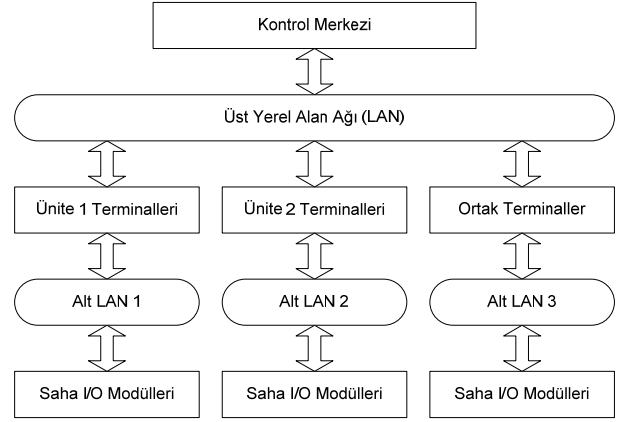 Kontrol Merkezi
Üst Yerel Alan Ağı (LAN)
Ünite 1 Terminalleri
Ünite 2 Terminalleri
Ortak Terminaller
Alt LAN 1
Alt LAN 2
Alt LAN 3
Saha I/O Modülleri
Saha I/O Modülleri
Saha I/O Modülleri